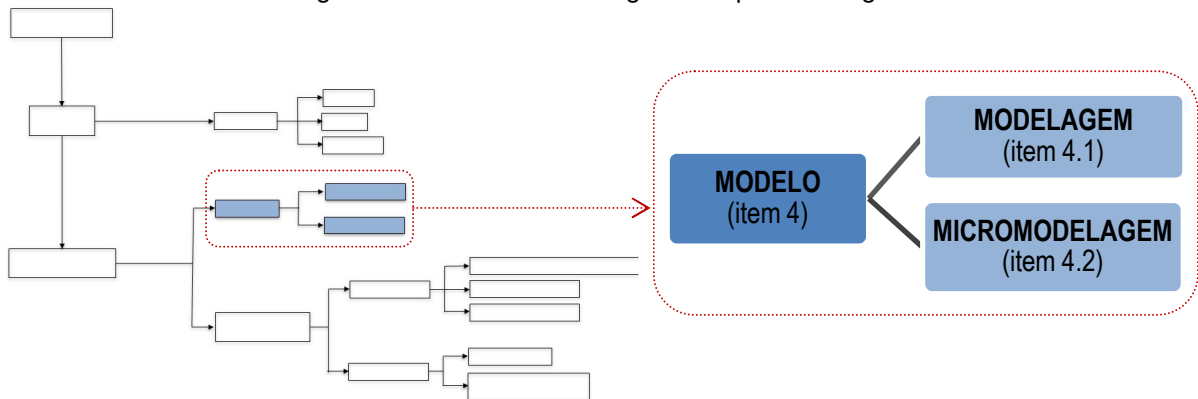 MODELO
(item 4)
MODELAGEM
(item 4.1)
MICROMODELAGEM
(item 4.2)